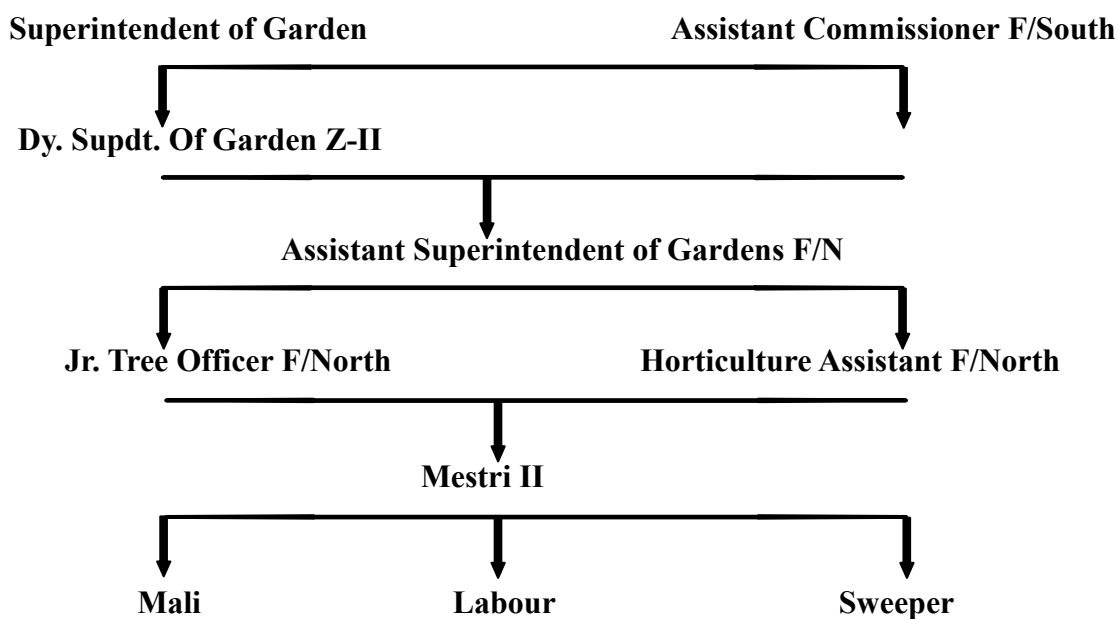 Superintendent of Garden Assistant Commissioner F/South
Dy. Supdt. Of Garden Z-II
Assistant Superintendent of Gardens F/N
Jr. Tree Officer F/North Horticulture Assistant F/North
Mestri II
Mali Labour Sweeper